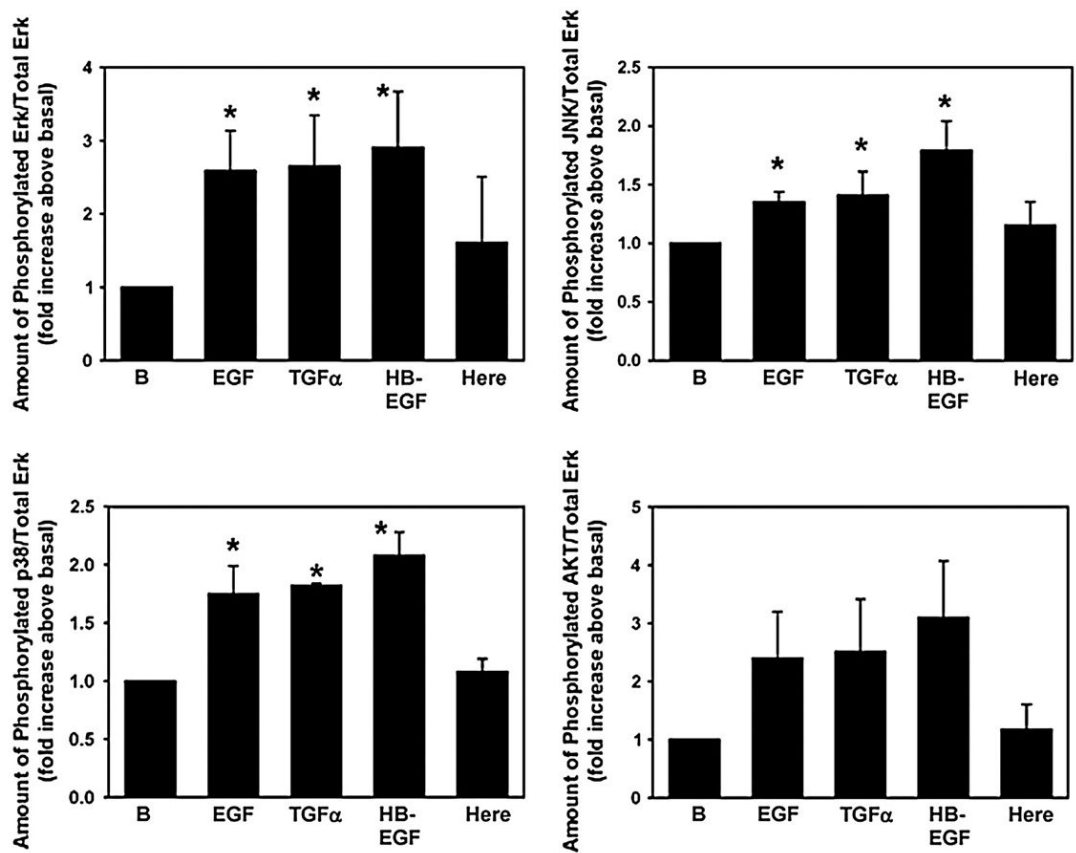 Amount of Phosphorylated Erk/Total Erk
(fold increase above basal)
4
3
2
1
0
* * *
B EGF TGFα HB-EGF Here
Amount of Phosphorylated JNK/Total Erk
(fold increase above basal)
2.5
2.0
1.5
1.0
0.5
0.0
* * *
B EGF TGFα HB-EGF Here
Amount of Phosphorylated p38/Total Erk
(fold increase above basal)
2.5
2.0
1.5
1.0
0.5
0.0
* * *
B EGF TGFα HB-EGF Here
Amount of Phosphorylated AKT/Total Erk
(fold increase above basal)
5
4
3
2
1
0
B EGF TGFα HB-EGF Here